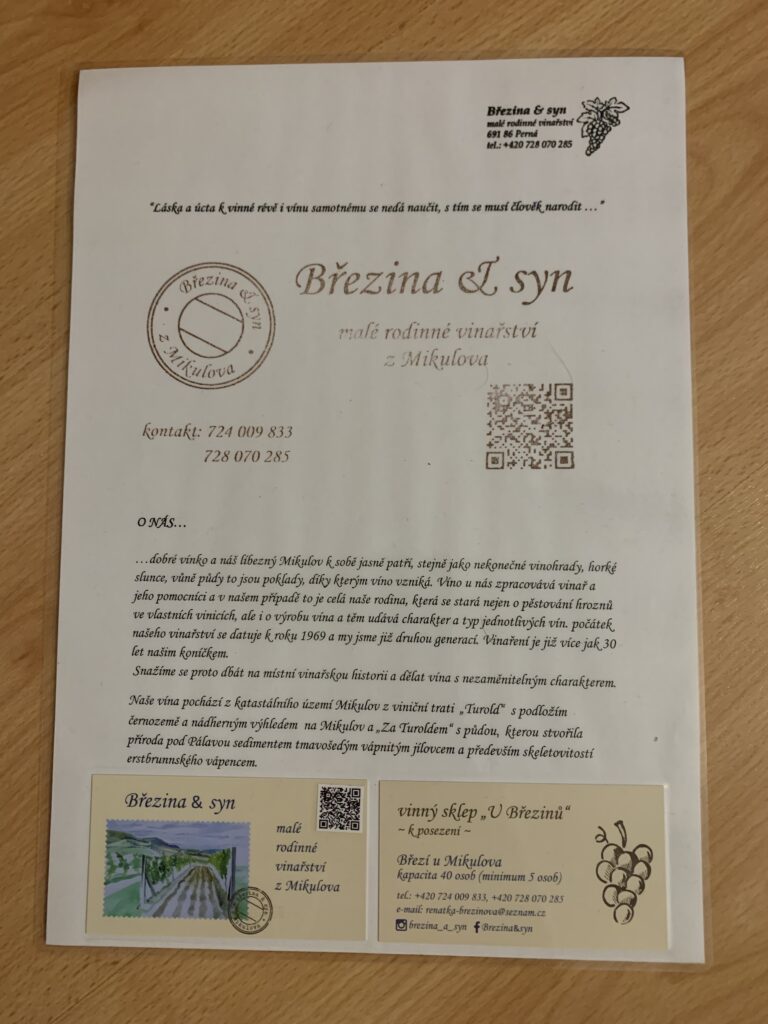 Březina & syn
malé rodinné vinařství
691 86 Perná
tel.: +420 728 070 285
"Láska a úcta k vinné révě i vínu samotnému se nedá naučit, s tím se musí člověk narodit …"
Březina & syn
z Mikulova
Březina & syn
malé rodinné vinařství
z Mikulova
kontakt: 724 009 833
728 070 285
O NÁS…
…dobré vínko a náš líbezný Mikulov k sobě jasně patří, stejně jako nekonečné vinohrady, horké
slunce, vůně půdy to jsou poklady, díky kterým víno vzniká. Víno u nás zpracovává vinař a
jeho pomocníci a v našem případě to je celá naše rodina, která se stará nejen o pěstování hroznů
ve vlastních vinicích, ale i o výrobu vína a těm udává charakter a typ jednotlivých vín. počátek
našeho vinařství se datuje k roku 1969 a my jsme již druhou generací. Vinaření je již více jak 30
let naším koníčkem.
Snažíme se proto dbát na místní vinařskou historii a dělat vína s nezaměnitelným charakterem.
Naše vína pochází z katastálního území Mikulov z viniční trati „Turold" s podložím
černozemě a nádherným výhledem na Mikulov a „Za Turoldem" s půdou, kterou stvořila
příroda pod Pálavou sedimentem tmavošedým vápnitým jílovcem a především skeletovitostí
erstbrunnského vápencem.
Březina & syn
malé
rodinné
vinařství
z Mikulova
Březina & syn
z Mikulova
vinný sklep „U Březinů"
~ k posezení ~
Březí u Mikulova
kapacita 40 osob (minimum 5 osob)
tel.: +420 724 009 833, +420 728 070 285
e-mail: renatka-brezinova@seznam.cz
brezina_a_syn Brezina&syn